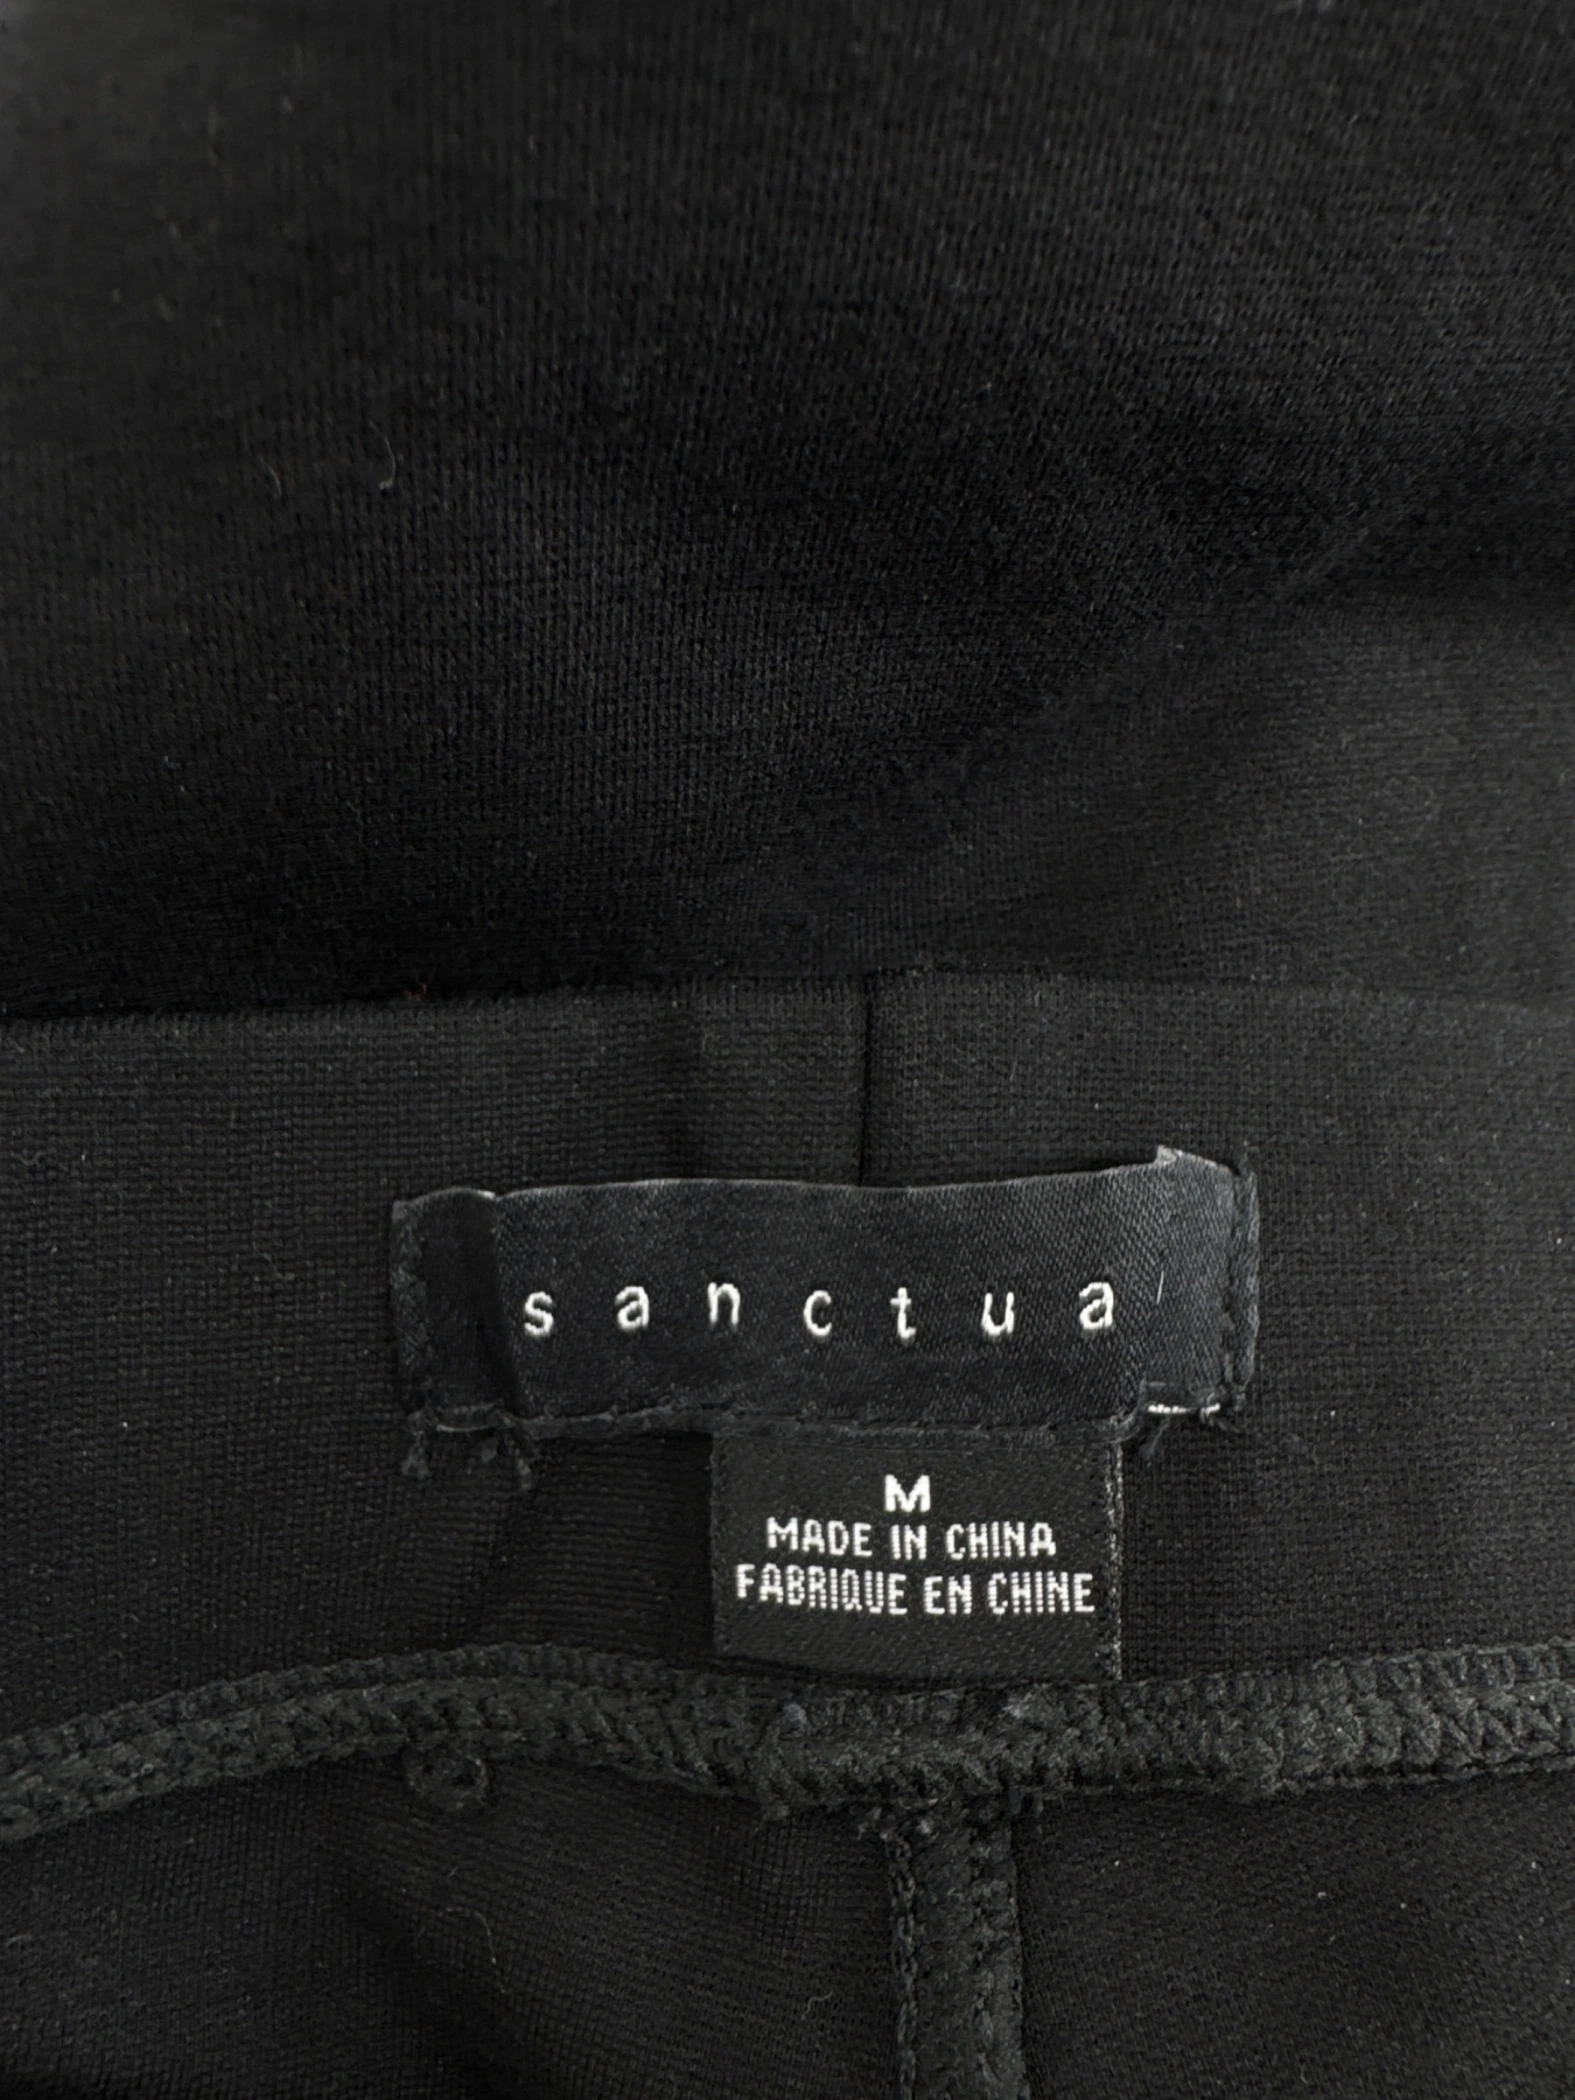 sanctua
M
MADE IN CHINA
FABRIQUE EN CHINE